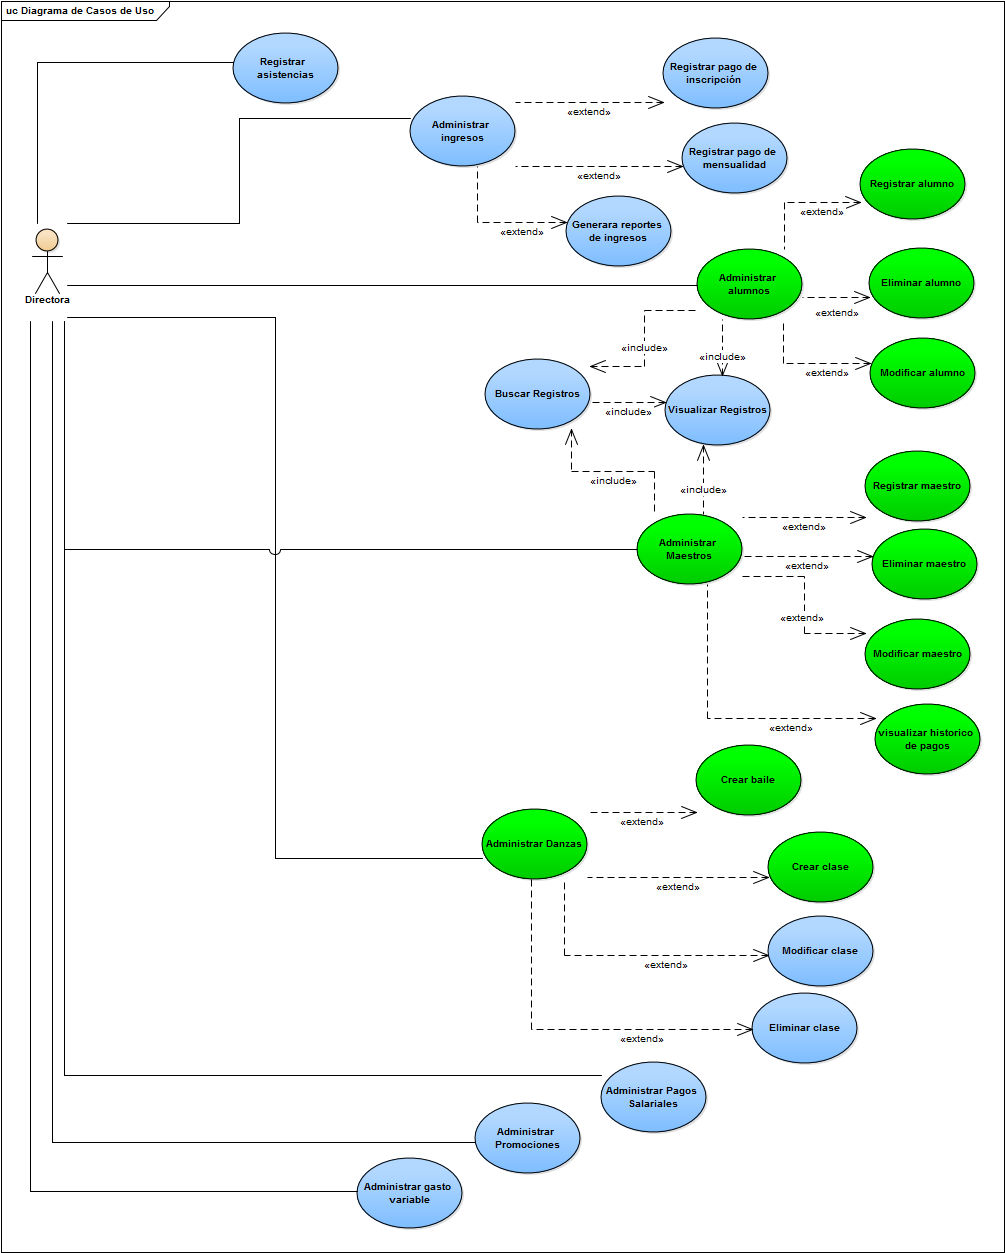 uc Diagrama de Casos de Uso
Registrar
asistencias
Registrar pago de
inscripción
Administrar
ingresos
«extend»
Registrar pago de
mensualidad
«extend»
Registrar alumno
«extend»
Generara reportes
de ingresos
«extend»
Directora
Administrar
alumnos
Eliminar alumno
«extend»
«include»
«include»
Modificar alumno
«extend»
Buscar Registros
Visualizar Registros
«include»
«include»
«include»
Registrar maestro
«extend»
Administrar
Maestros
Eliminar maestro
«extend»
«extend»
Modificar maestro
«extend»
visualizar historico
de pagos
Crear baile
«extend»
Administrar Danzas
Crear clase
«extend»
Modificar clase
«extend»
Eliminar clase
«extend»
Administrar Pagos
Salariales
Administrar
Promociones
Administrar gasto
variable